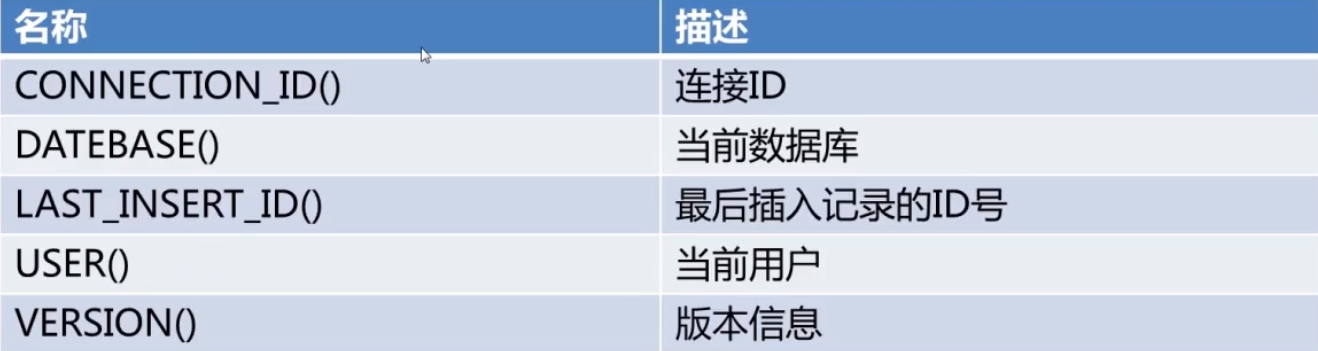 名称 描述
CONNECTION_ID() 连接ID
DATEBASE() 当前数据库
LAST_INSERT_ID() 最后插入记录的ID号
USER() 当前用户
VERSION() 版本信息